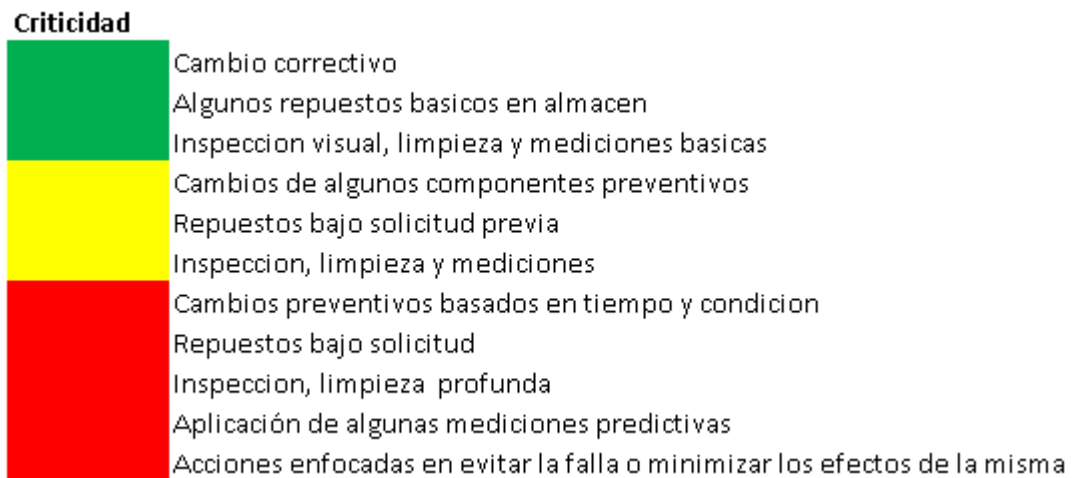 Criticidad
Cambio correctivo
Algunos repuestos basicos en almacen
Inspeccion visual, limpieza y mediciones basicas
Cambios de algunos componentes preventivos
Repuestos bajo solicitud previa
Inspeccion, limpieza y mediciones
Cambios preventivos basados en tiempo y condicion
Repuestos bajo solicitud
Inspeccion, limpieza profunda
Aplicación de algunas mediciones predictivas
Acciones enfocadas en evitar la falla o minimizar los efectos de la misma